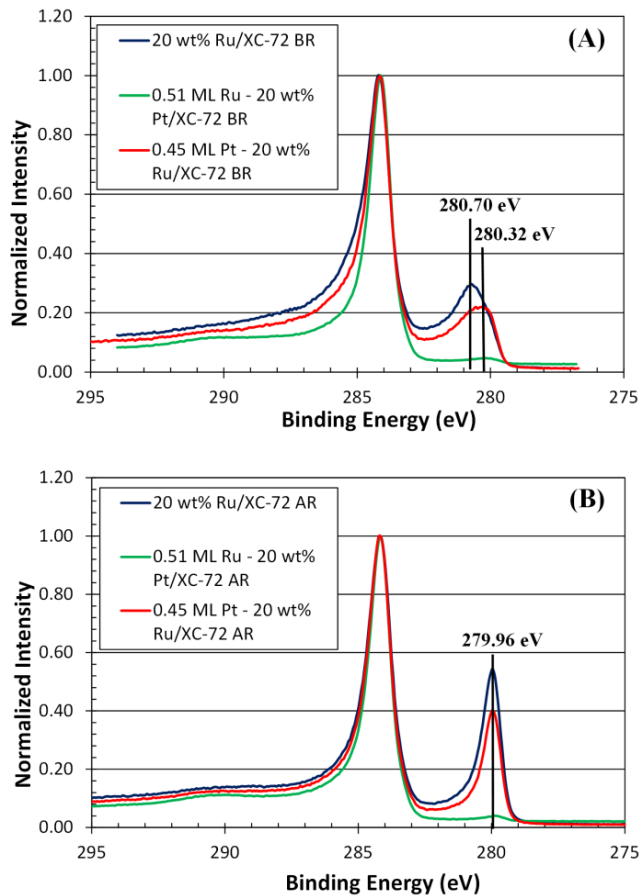 (A)
20 wt% Ru/XC-72 BR
0.51 ML Ru - 20 wt%
Pt/XC-72 BR
0.45 ML Pt - 20 wt%
Ru/XC-72 BR
280.70 eV
280.32 eV
Normalized Intensity
1.20
1.00
0.80
0.60
0.40
0.20
0.00
295
290
285
280
275
Binding Energy (eV)
(B)
20 wt% Ru/XC-72 AR
0.51 ML Ru - 20 wt%
Pt/XC-72 AR
0.45 ML Pt - 20 wt%
Ru/XC-72 AR
279.96 eV
Normalized Intensity
1.20
1.00
0.80
0.60
0.40
0.20
0.00
295
290
285
280
275
Binding Energy (eV)